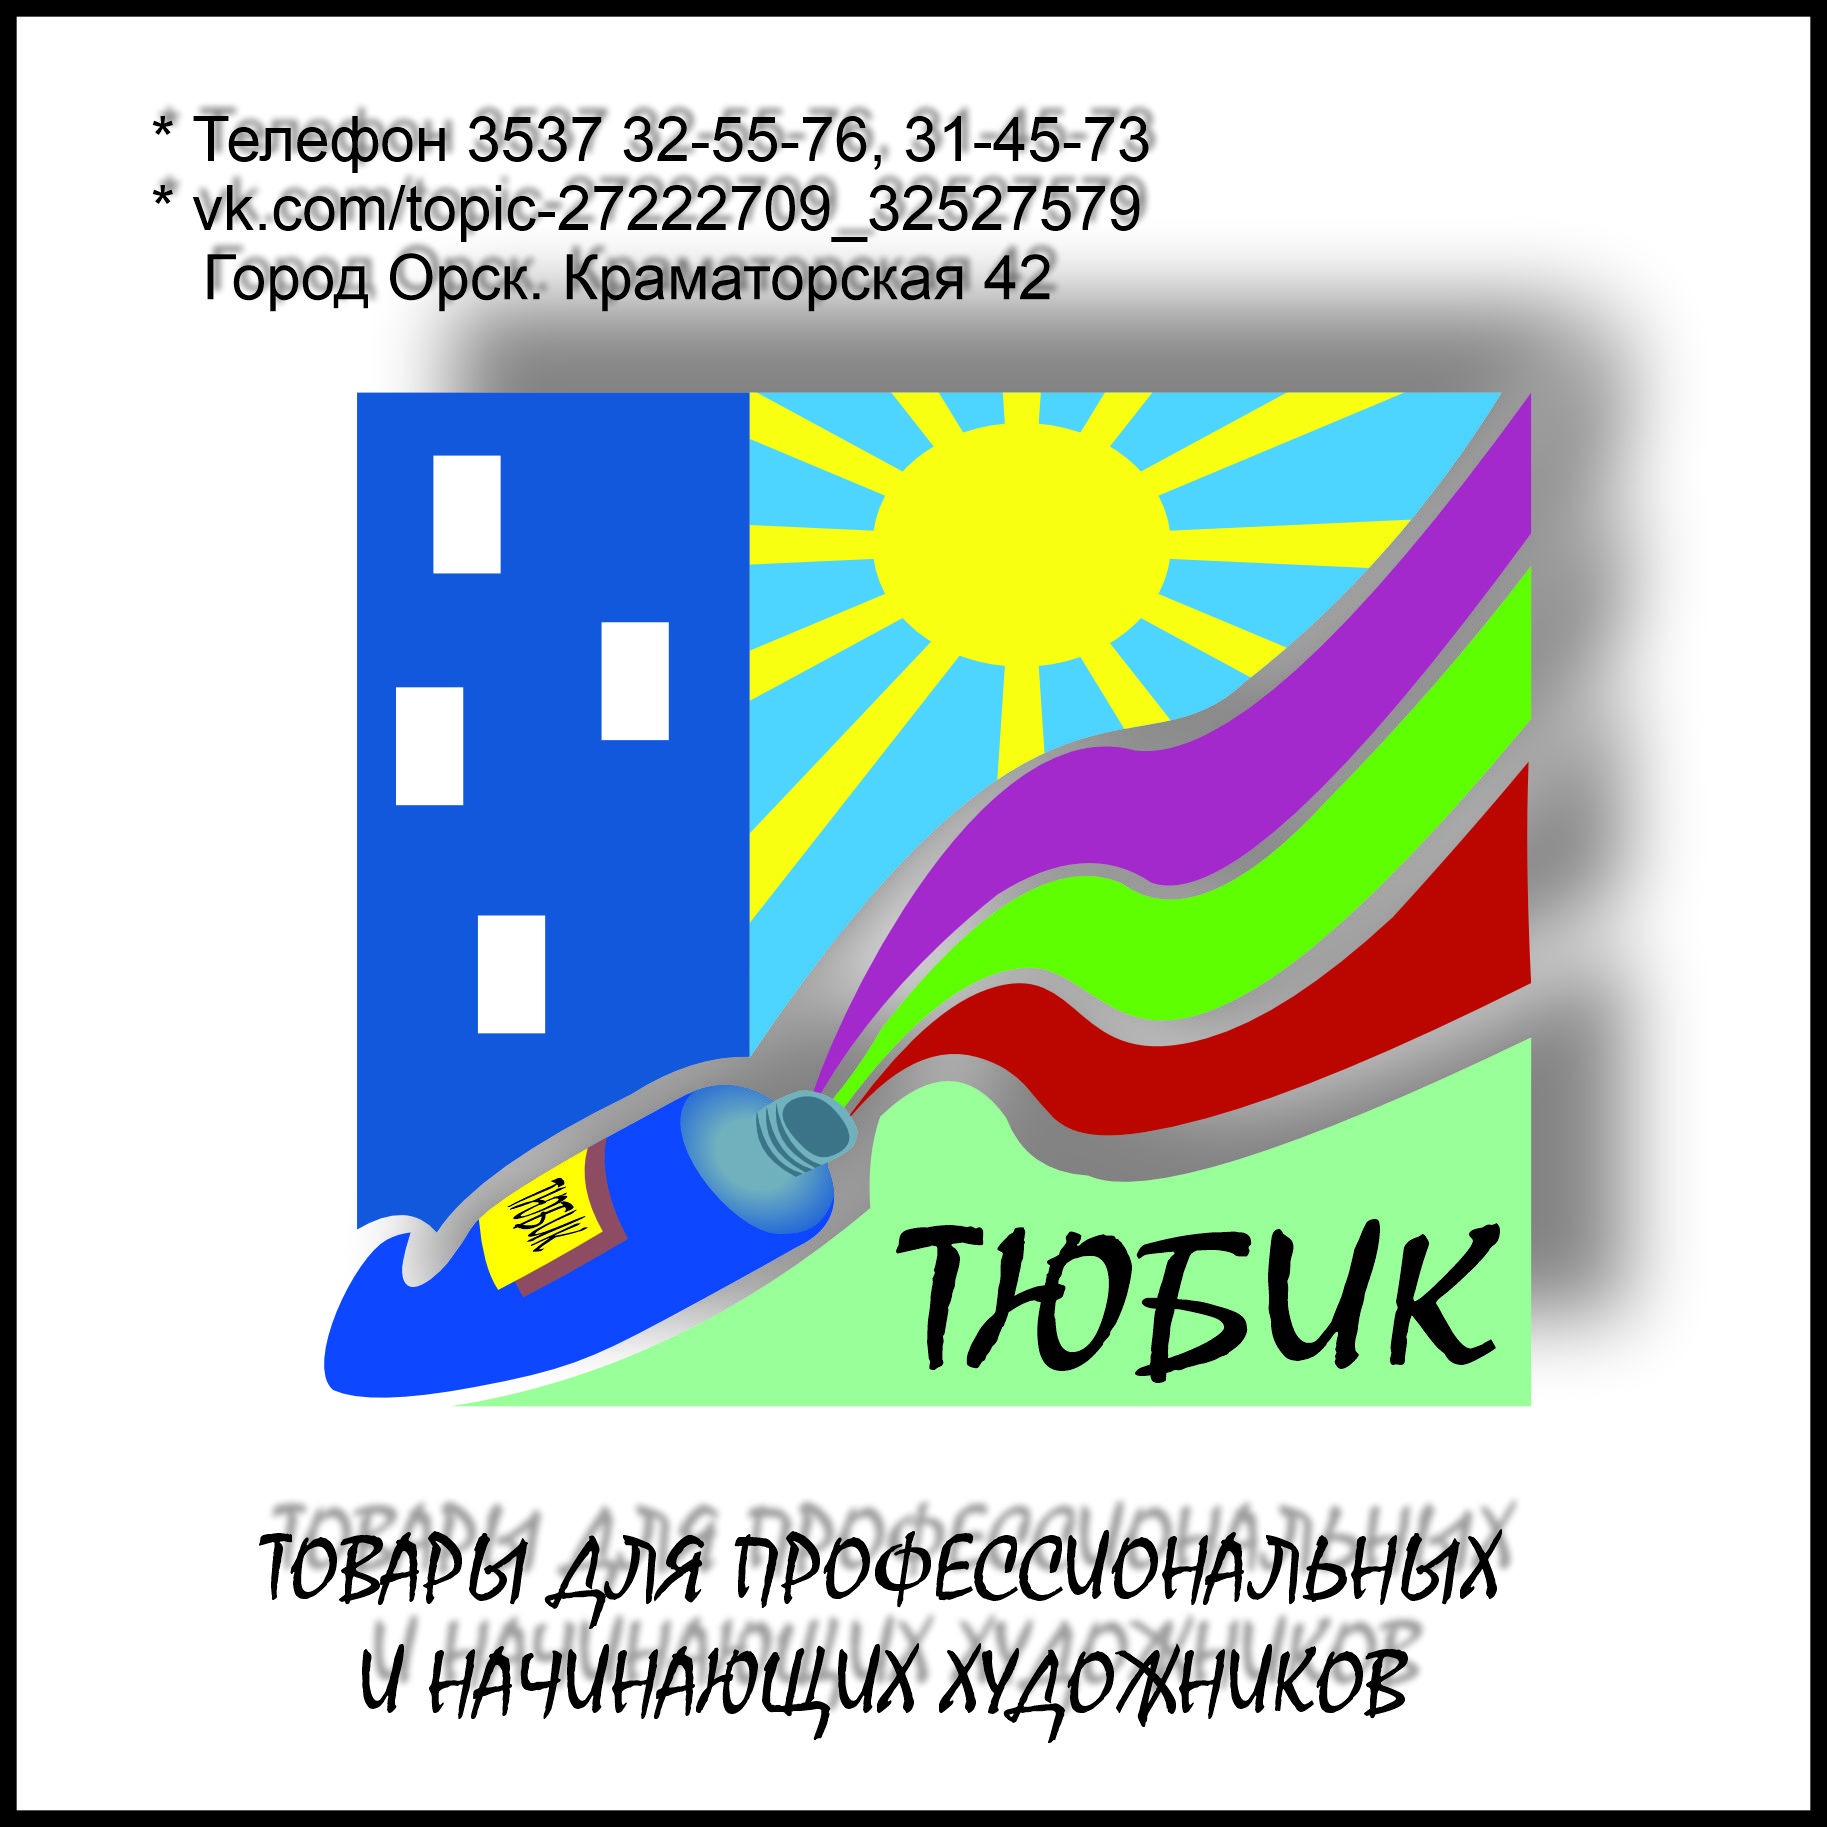 * Телефон 3537 32-55-76, 31-45-73
* vk.com/topic-27222709_32527579
Город Орск. Краматорская 42
ТЮБИК
ТЮБИК
ТОВАРЫ ДЛЯ ПРОФЕССИОНАЛЬНЫХ
И НАЧИНАЮЩИХ ХУДОЖНИКОВ